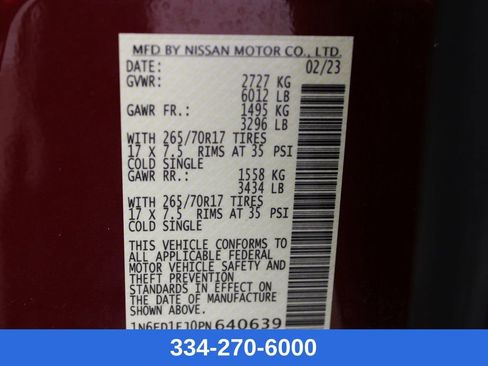 MFD BY NISSAN MOTOR CO., LTD.
DATE: 02/23
GVWR: 2727 KG
6012 LB
GAWR FR.: 1495 KG
3296 LB
WITH 265/70R17 TIRES
17 X 7.5 RIMS AT 35 PSI
COLD SINGLE
GAWR RR.: 1558 KG
3434 LB
WITH 265/70R17 TIRES
17 X 7.5 RIMS AT 35 PSI
COLD SINGLE
THIS VEHICLE CONFORMS TO
ALL APPLICABLE FEDERAL
MOTOR VEHICLE SAFETY AND
THEFT PREVENTION
STANDARDS IN EFFECT ON
THE DATE OF MANUFACTURE
SHOWN ABOVE.
1N6ED1EJ0PN640639
334-270-6000